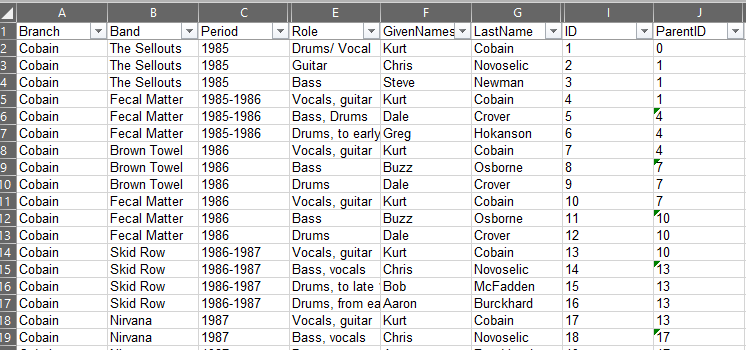 A B C E F G I J
1 Branch Band Period Role GivenNames LastName ID ParentID
2 Cobain The Sellouts 1985 Drums/ Vocal Kurt Cobain 1 0
3 Cobain The Sellouts 1985 Guitar Chris Novoselic 2 1
4 Cobain The Sellouts 1985 Bass Steve Newman 3 1
5 Cobain Fecal Matter 1985-1986 Vocals, guitar Kurt Cobain 4 1
6 Cobain Fecal Matter 1985-1986 Bass, Drums Dale Crover 5 4
7 Cobain Fecal Matter 1985-1986 Drums, to early Greg Hokanson 6 4
8 Cobain Brown Towel 1986 Vocals, guitar Kurt Cobain 7 4
9 Cobain Brown Towel 1986 Bass Buzz Osborne 8 7
10 Cobain Brown Towel 1986 Drums Dale Crover 9 7
11 Cobain Fecal Matter 1986 Vocals, guitar Kurt Cobain 10 7
12 Cobain Fecal Matter 1986 Bass Buzz Osborne 11 10
13 Cobain Fecal Matter 1986 Drums Dale Crover 12 10
14 Cobain Skid Row 1986-1987 Vocals, guitar Kurt Cobain 13 10
15 Cobain Skid Row 1986-1987 Bass, vocals Chris Novoselic 14 13
16 Cobain Skid Row 1986-1987 Drums, to late Bob McFadden 15 13
17 Cobain Skid Row 1986-1987 Drums, from ea Aaron Burckhard 16 13
18 Cobain Nirvana 1987 Vocals, guitar Kurt Cobain 17 13
19 Cobain Nirvana 1987 Bass, vocals Chris Novoselic 18 17